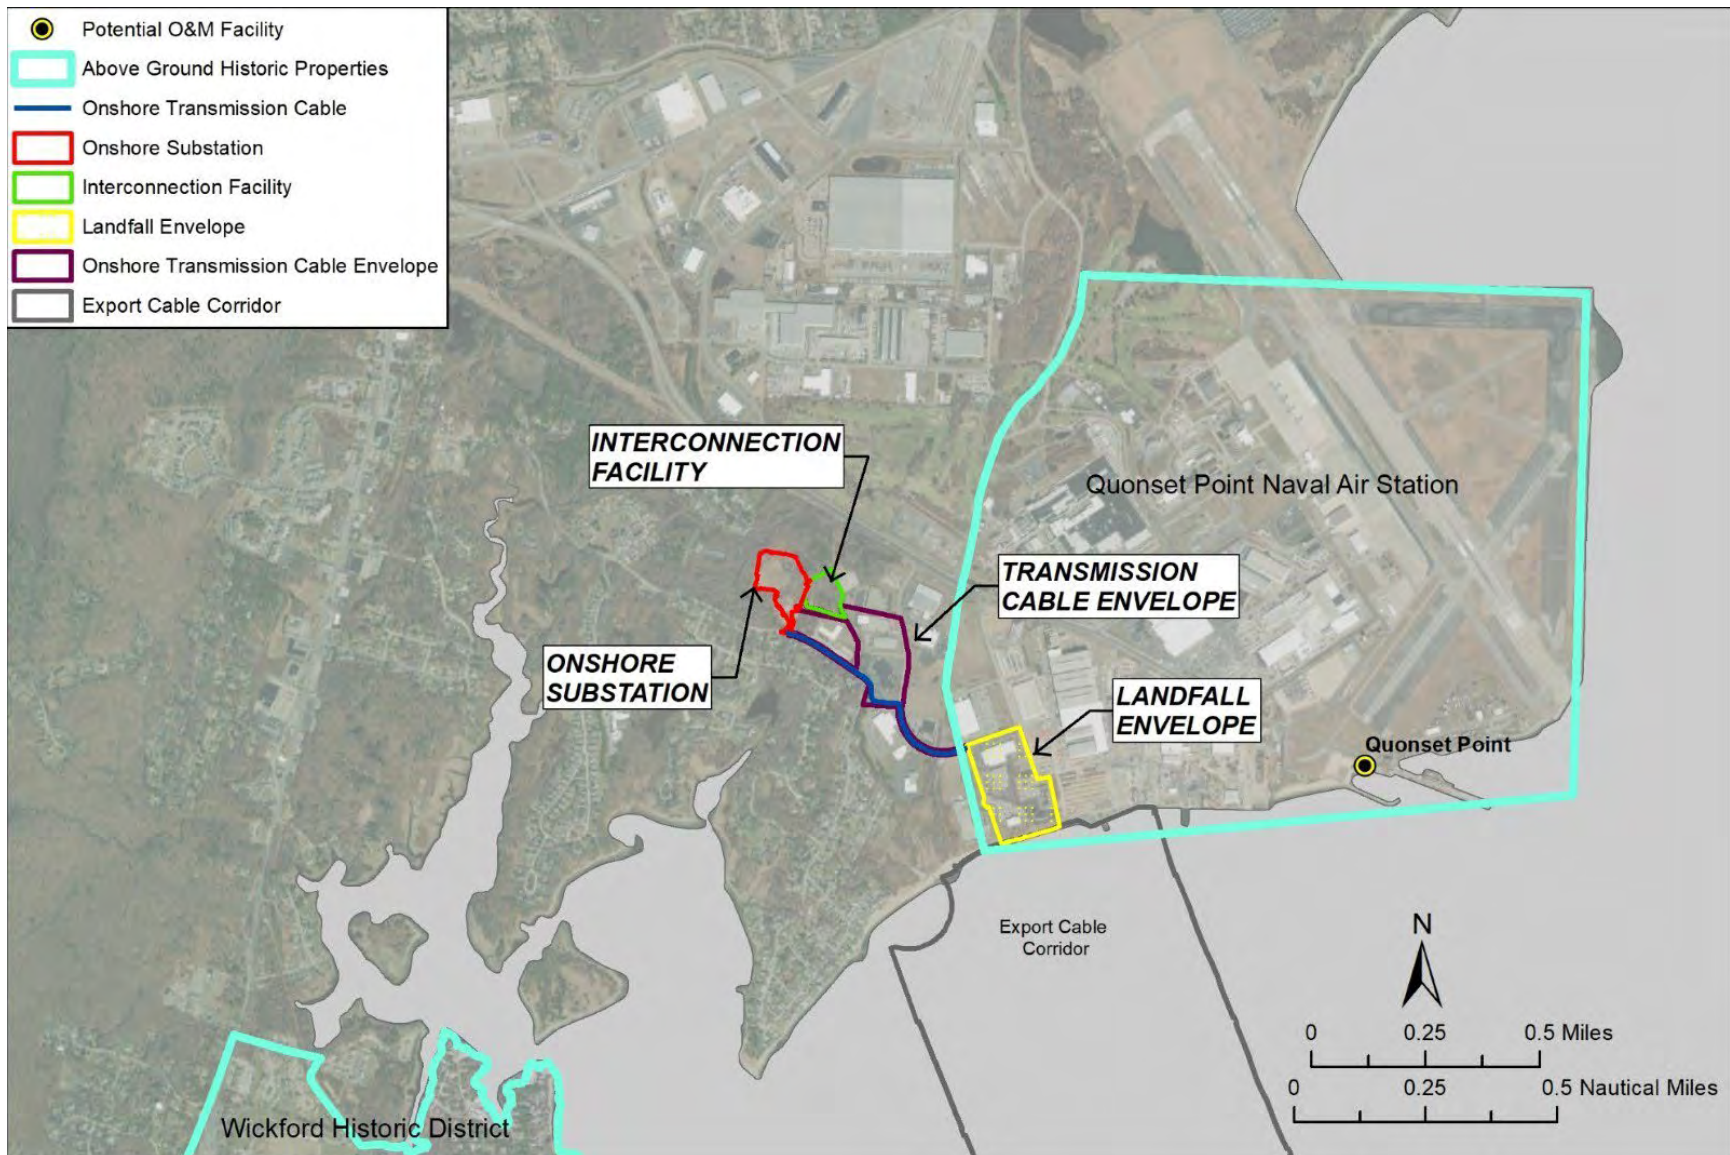 Potential O&M Facility
Above Ground Historic Properties
Onshore Transmission Cable
Onshore Substation
Interconnection Facility
Landfall Envelope
Onshore Transmission Cable Envelope
Export Cable Corridor
INTERCONNECTION
FACILITY
Quonset Point Naval Air Station
TRANSMISSION
CABLE ENVELOPE
ONSHORE
SUBSTATION
LANDFALL
ENVELOPE
Quonset Point
Export Cable
Corridor
N
0 0.25 0.5 Miles
0 0.25 0.5 Nautical Miles
Wickford Historic District